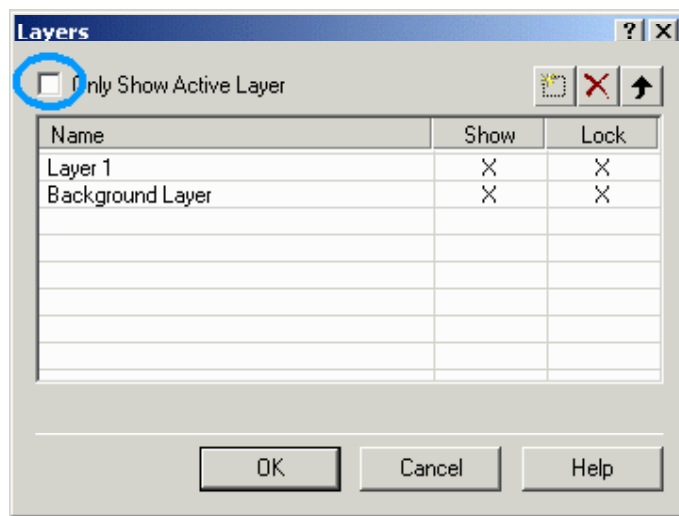 Layers
Only Show Active Layer
Name Show Lock
Layer 1 X X
Background Layer X X
OK Cancel Help